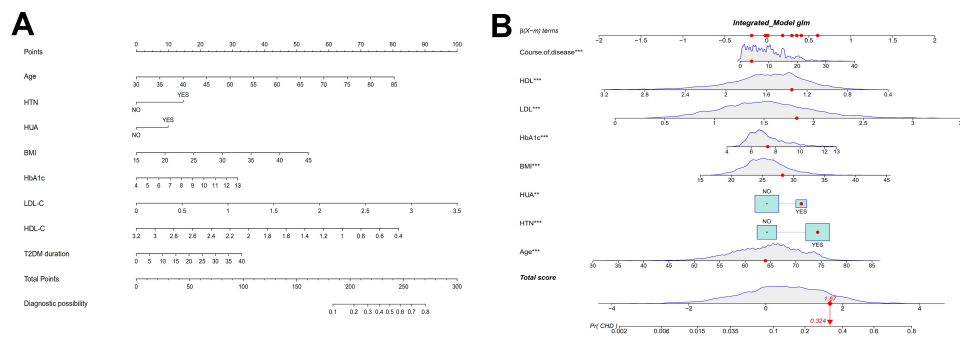 A
Points
0 10 20 30 40 50 60 70 80 90 100
Age
30 35 40 45 50 55 60 65 70 75 80 85
HTN
YES
NO
HUA
YES
NO
BMI
15 20 25 30 35 40 45
HbA1c
4 5 6 7 8 9 10 11 12 13
LDL-C
0 0.5 1 1.5 2 2.5 3 3.5
HDL-C
3.2 3 2.8 2.6 2.4 2.2 2 1.8 1.6 1.4 1.2 1 0.8 0.6 0.4
T2DM duration
0 5 10 15 20 25 30 35 40
Total Points
0 50 100 150 200 250 300
Diagnostic possibility
0.1 0.2 0.3 0.4 0.5 0.6 0.7 0.8
B
Integrated_Model glm
β(X−m) terms
−2 −1.5 −1 −0.5 0 0.5 1 1.5 2
Course.of.disease***
0 10 20 30 40
HDL***
3.2 2.8 2.4 2 1.6 1.2 0.8 0.4
LDL***
0 0.5 1 1.5 2 2.5 3
HbA1c***
4 6 8 10 12 13
BMI***
15 20 25 30 35 40 45
HUA**
NO
YES
HTN***
NO
YES
Age***
30 35 40 45 50 55 60 65 70 75 80 85
Total score
1.67
−4 −2 0 2 4
0.324
Pr( CHD )
0.002 0.006 0.015 0.035 0.1 0.2 0.4 0.6 0.8